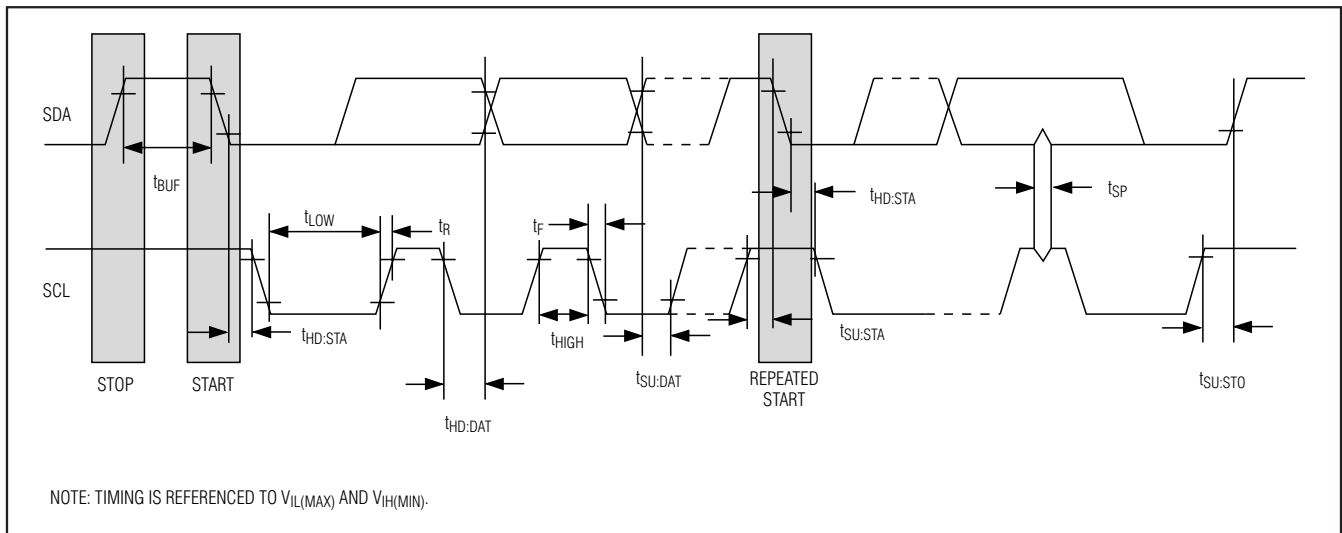 SDA
tBUF
tLOW
tR
tF
tHD:STA
tSP
SCL
tHD:STA
tHIGH
tSU:DAT
tSU:STA
tSU:STO
STOP
START
REPEATED
START
tHD:DAT
NOTE: TIMING IS REFERENCED TO VIL(MAX) AND VIH(MIN).